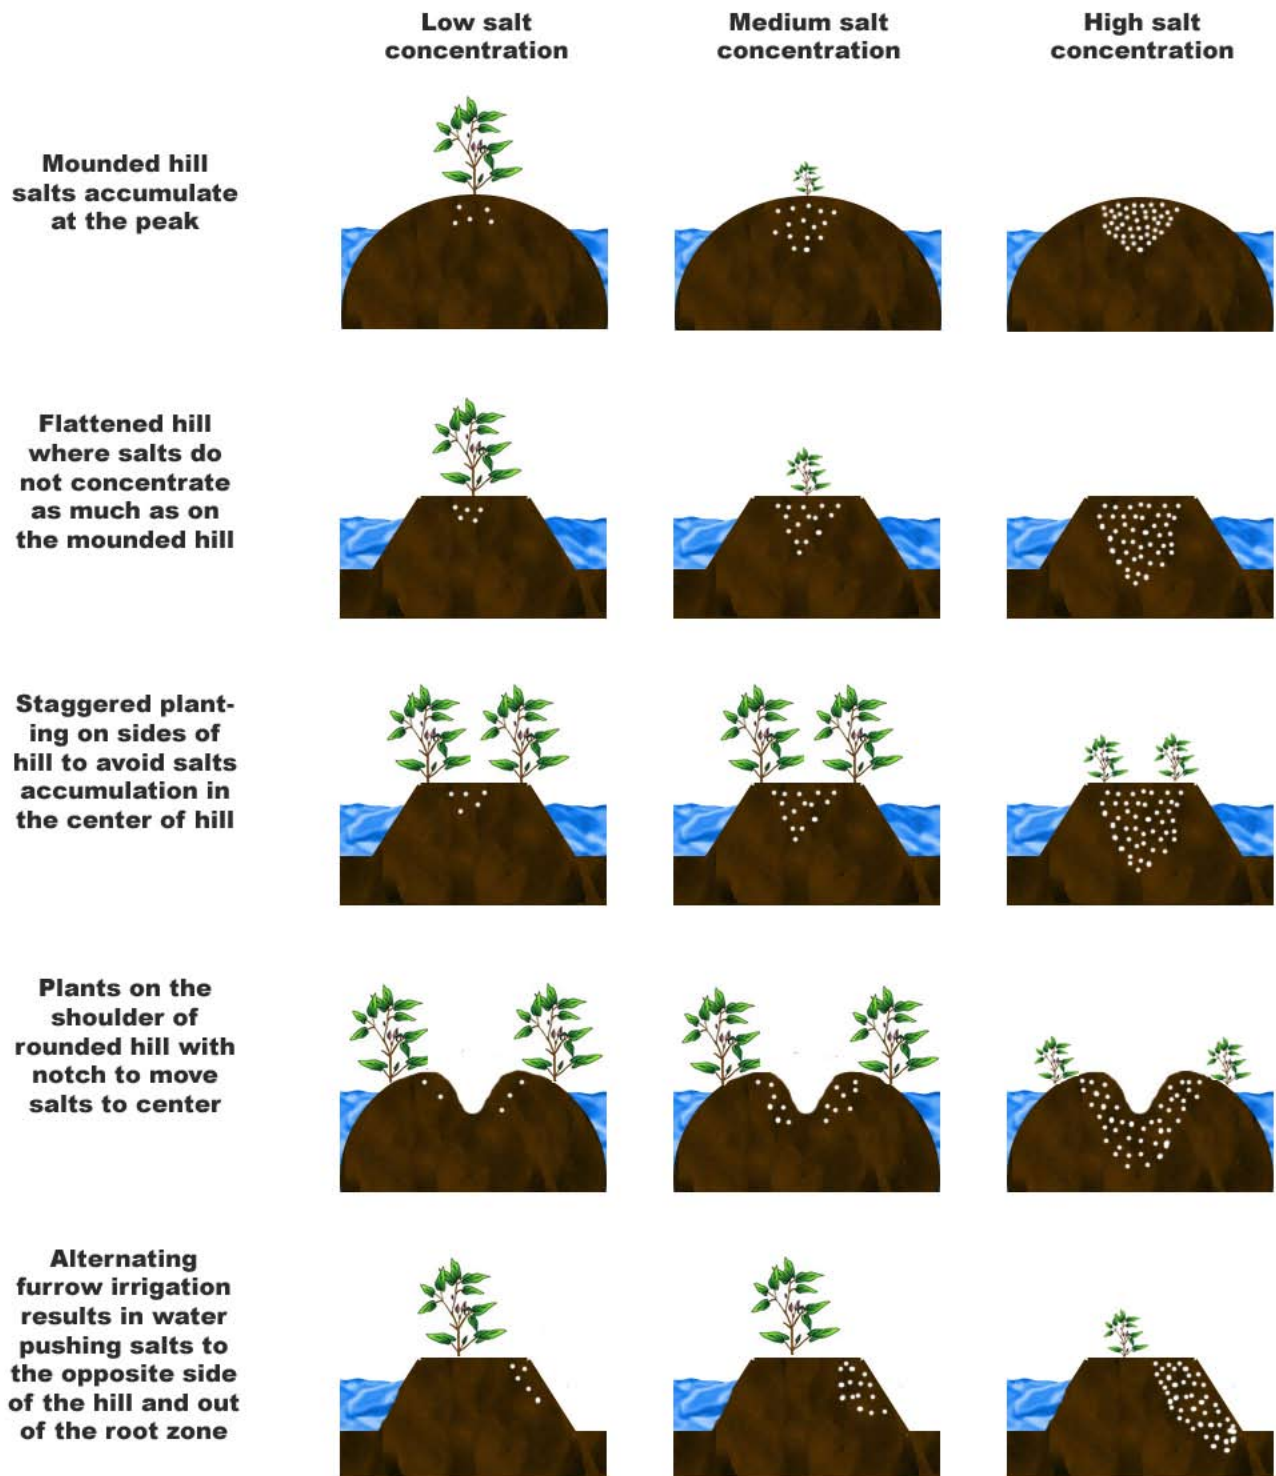 Low salt
concentration
Medium salt
concentration
High salt
concentration
Mounded hill
salts accumulate
at the peak
Flattened hill
where salts do
not concentrate
as much as on
the mounded hill
Staggered plant-
ing on sides of
hill to avoid salts
accumulation in
the center of hill
Plants on the
shoulder of
rounded hill with
notch to move
salts to center
Alternating
furrow irrigation
results in water
pushing salts to
the opposite side
of the hill and out
of the root zone